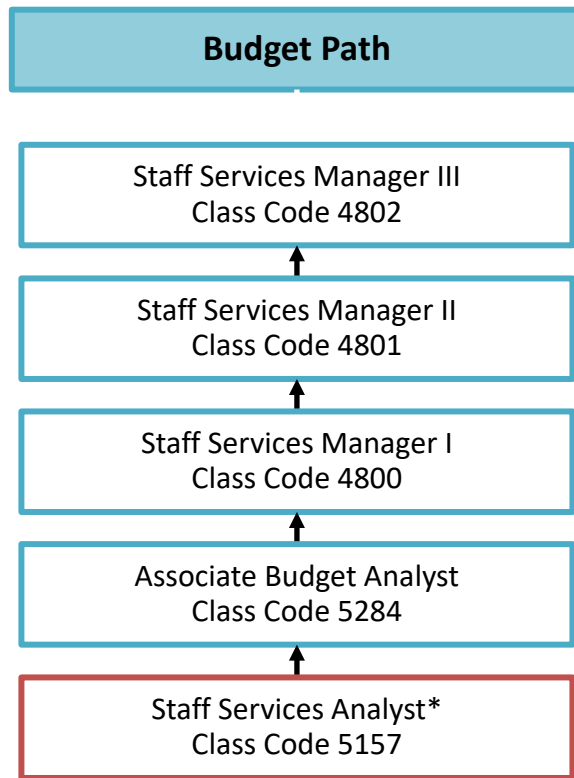 Budget Path
Staff Services Manager III
Class Code 4802
Staff Services Manager II
Class Code 4801
Staff Services Manager I
Class Code 4800
Associate Budget Analyst
Class Code 5284
Staff Services Analyst*
Class Code 5157